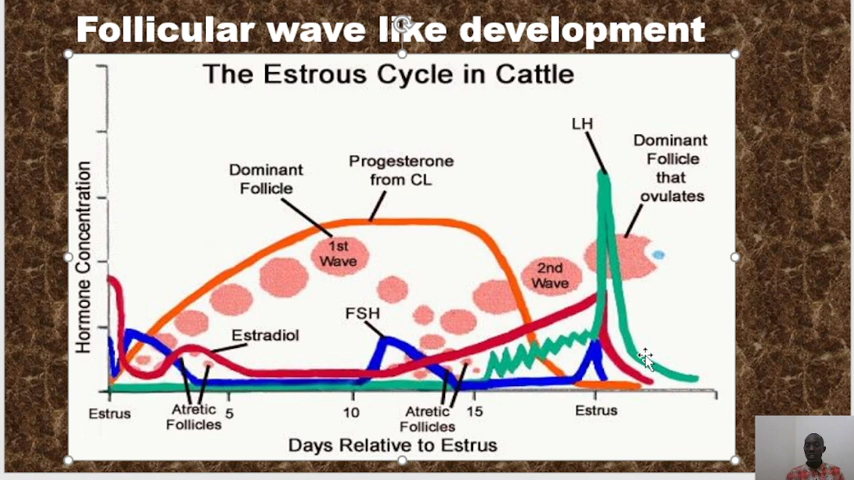 Follicular wave like development
The Estrous Cycle in Cattle
LH
Dominant
Follicle
that
ovulates
Progesterone
from CL
Dominant
Follicle
1st
Wave
2nd
Wave
FSH
Estradiol
Hormone Concentration
Estrus
Atretic
Follicles
5
10
Atretic
Follicles
15
Estrus
Days Relative to Estrus